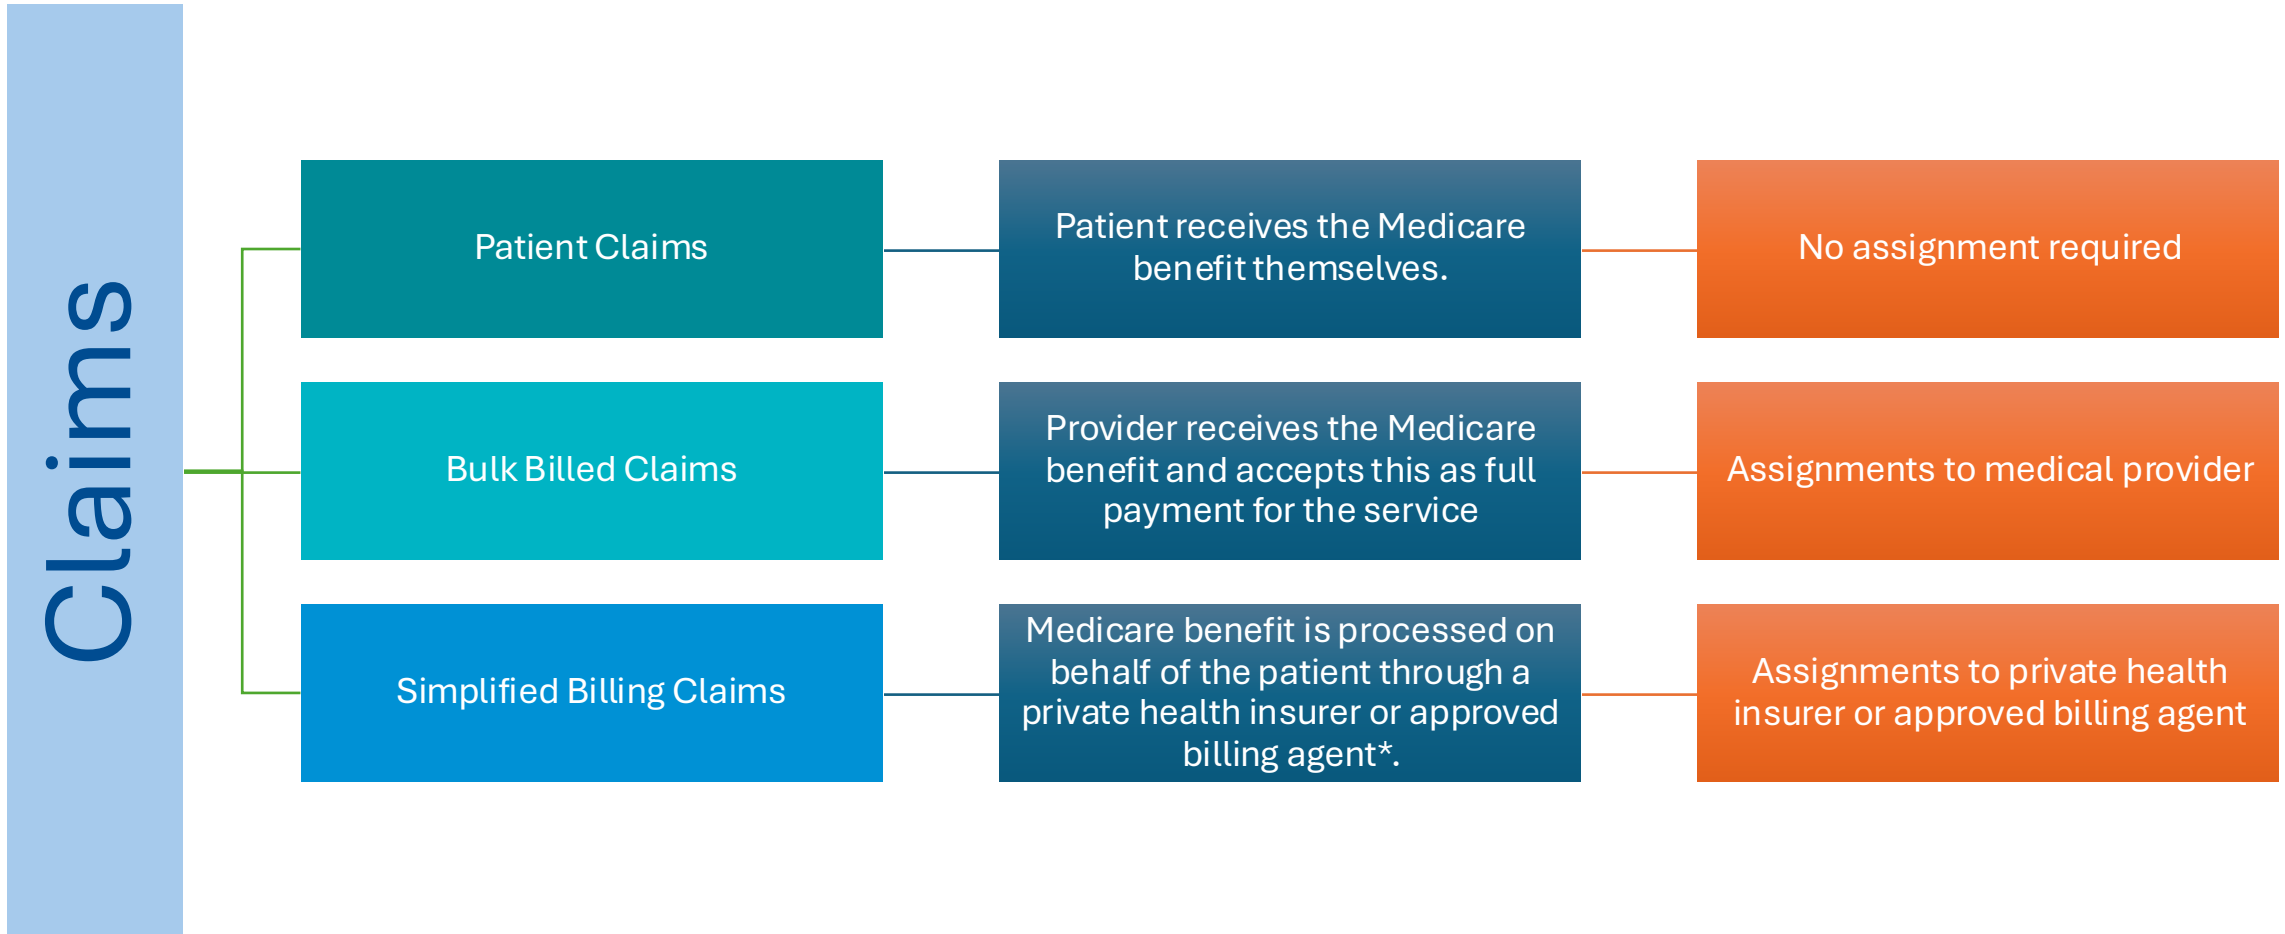 Claims
Patient Claims
Patient receives the Medicare
benefit themselves.
No assignment required
Bulk Billed Claims
Provider receives the Medicare
benefit and accepts this as full
payment for the service
Assignments to medical provider
Simplified Billing Claims
Medicare benefit is processed on
behalf of the patient through a
private health insurer or approved
billing agent*.
Assignments to private health
insurer or approved billing agent